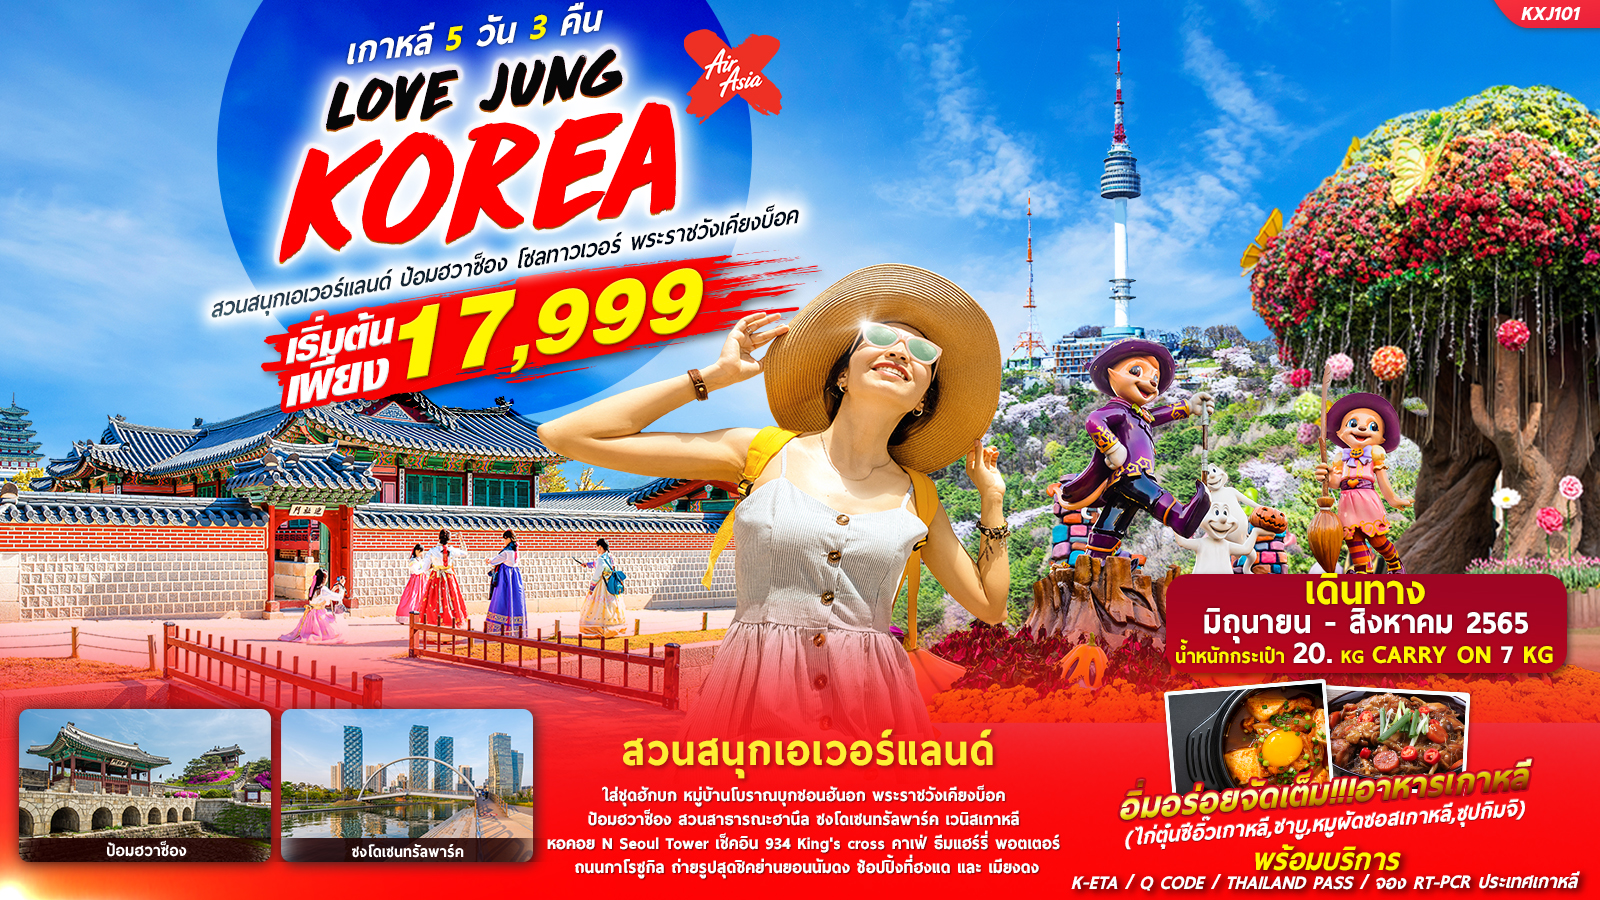 KXJ101
เกาหลี 5 วัน 3 คืน
LOVE JUNG
KOREA
Air
Asia
สวนสนุกเอเวอร์แลนด์ ป้อมฮวาซ็อง โซลทาวเวอร์ พระราชวังเคียงบ็อค
เริ่มต้น
เพียง
17,999
เดินทาง
มิถุนายน - สิงหาคม 2565
น้ำหนักกระเป๋า 20. KG CARRY ON 7 KG
ป้อมฮวาซ็อง
ซงโดเซนทรัลพาร์ค
สวนสนุกเอเวอร์แลนด์
ใส่ชุดฮักบก หมู่บ้านโบราณบุกชอนฮันอก พระราชวังเคียงบ็อค
ป้อมฮวาซ็อง สวนสาธารณะฮานึล ซงโดเซนทรัลพาร์ค เวนิสเกาหลี
หอคอย N Seoul Tower เช็คอิน 934 King's cross คาเฟ่ ธีมแฮร์รี่ พอตเตอร์
ถนนกาโรซูกิล ถ่ายรูปสุดชิคย่านยอนนัมดง ช้อปปิ้งที่ฮงแด และ เมียงดง
อิ่มอร่อยจัดเต็ม!!!อาหารเกาหลี
(ไก่ตุ๋นซีอิ๊วเกาหลี,ชาบู,หมูผัดซอสเกาหลี,ซุปกิมจิ)
พร้อมบริการ
K-ETA / Q CODE / THAILAND PASS / จอง RT-PCR ประเทศเกาหลี